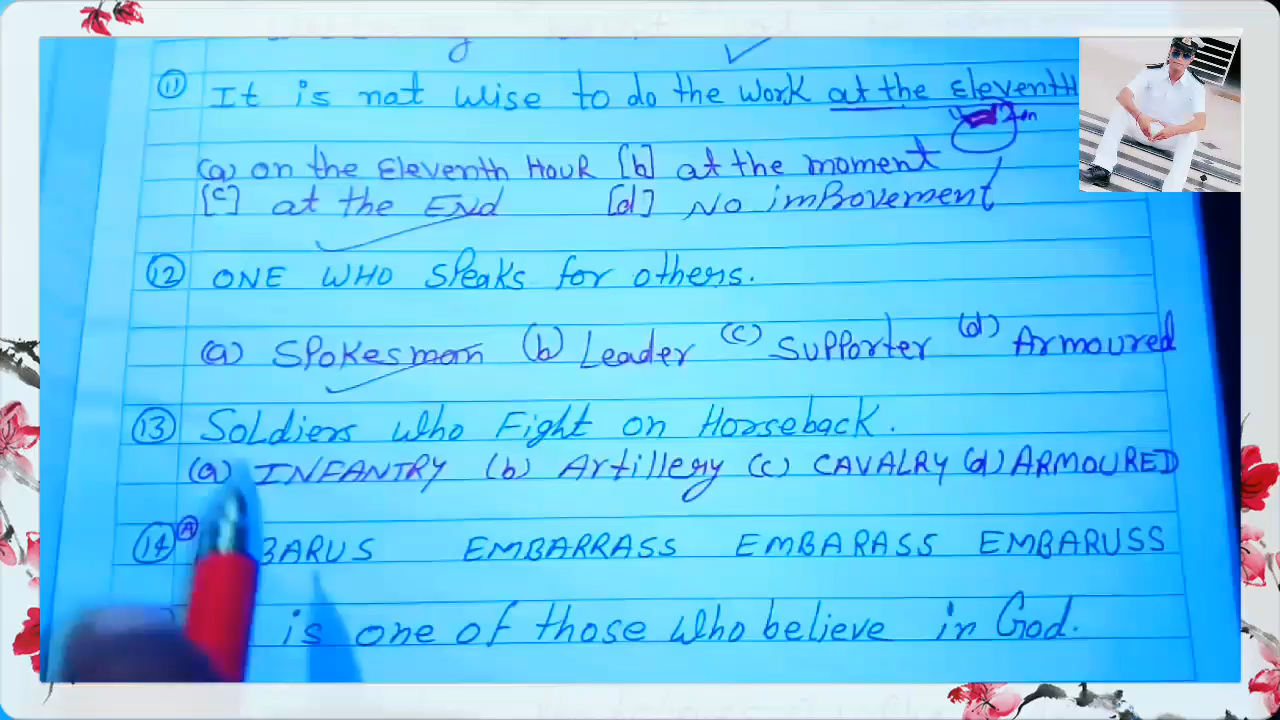 11 It is not wise to do the work at the eleventh
(a) on the Eleventh HOUR [b] at the moment
[c] at the END [d] No imBrovement
12 ONE WHO speaks for others.
(a) Spokesman (b) Leader (c) Supporter (d) Armoured
13 Soldiers who Fight on Horseback.
(a) INFANTRY (b) Artillery (c) CAVALRY (d) ARMOURED
14 A BARUS EMBARRASS EMBARASS EMBARUSS
is one of those who believe in God.